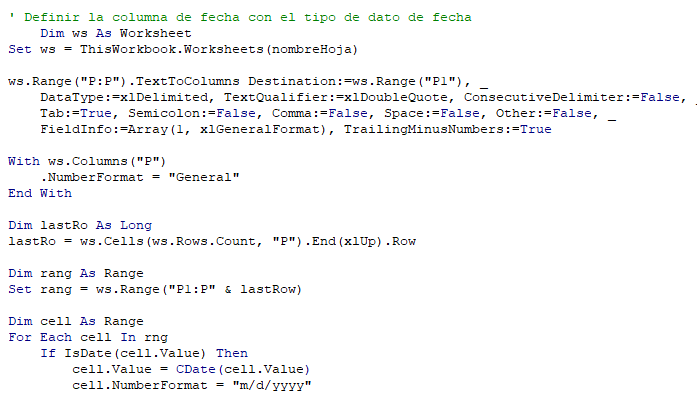 ' Definir la columna de fecha con el tipo de dato de fecha
    Dim ws As Worksheet
Set ws = ThisWorkbook.Worksheets(nombreHoja)

ws.Range("P:P").TextToColumns Destination:=ws.Range("P1"), _
    DataType:=xlDelimited, TextQualifier:=xlDoubleQuote, ConsecutiveDelimiter:=False, _
    Tab:=True, Semicolon:=False, Comma:=False, Space:=False, Other:=False, _
    FieldInfo:=Array(1, xlGeneralFormat), TrailingMinusNumbers:=True

With ws.Columns("P")
    .NumberFormat = "General"
End With

Dim lastRo As Long
lastRo = ws.Cells(ws.Rows.Count, "P").End(xlUp).Row

Dim rang As Range
Set rang = ws.Range("P1:P" & lastRow)

Dim cell As Range
For Each cell In rng
    If IsDate(cell.Value) Then
        cell.Value = CDate(cell.Value)
        cell.NumberFormat = "m/d/yyyy"